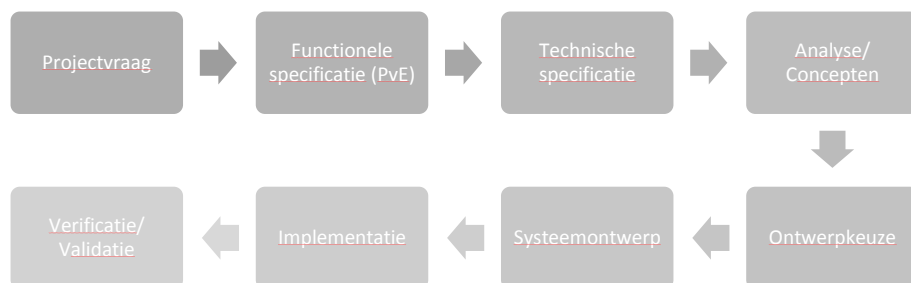 Projectvraag
Functionele
specificatie (PvE)
Technische
specificatie
Analyse/
Concepten
Ontwerpkeuze
Systeemontwerp
Implementatie
Verificatie/
Validatie